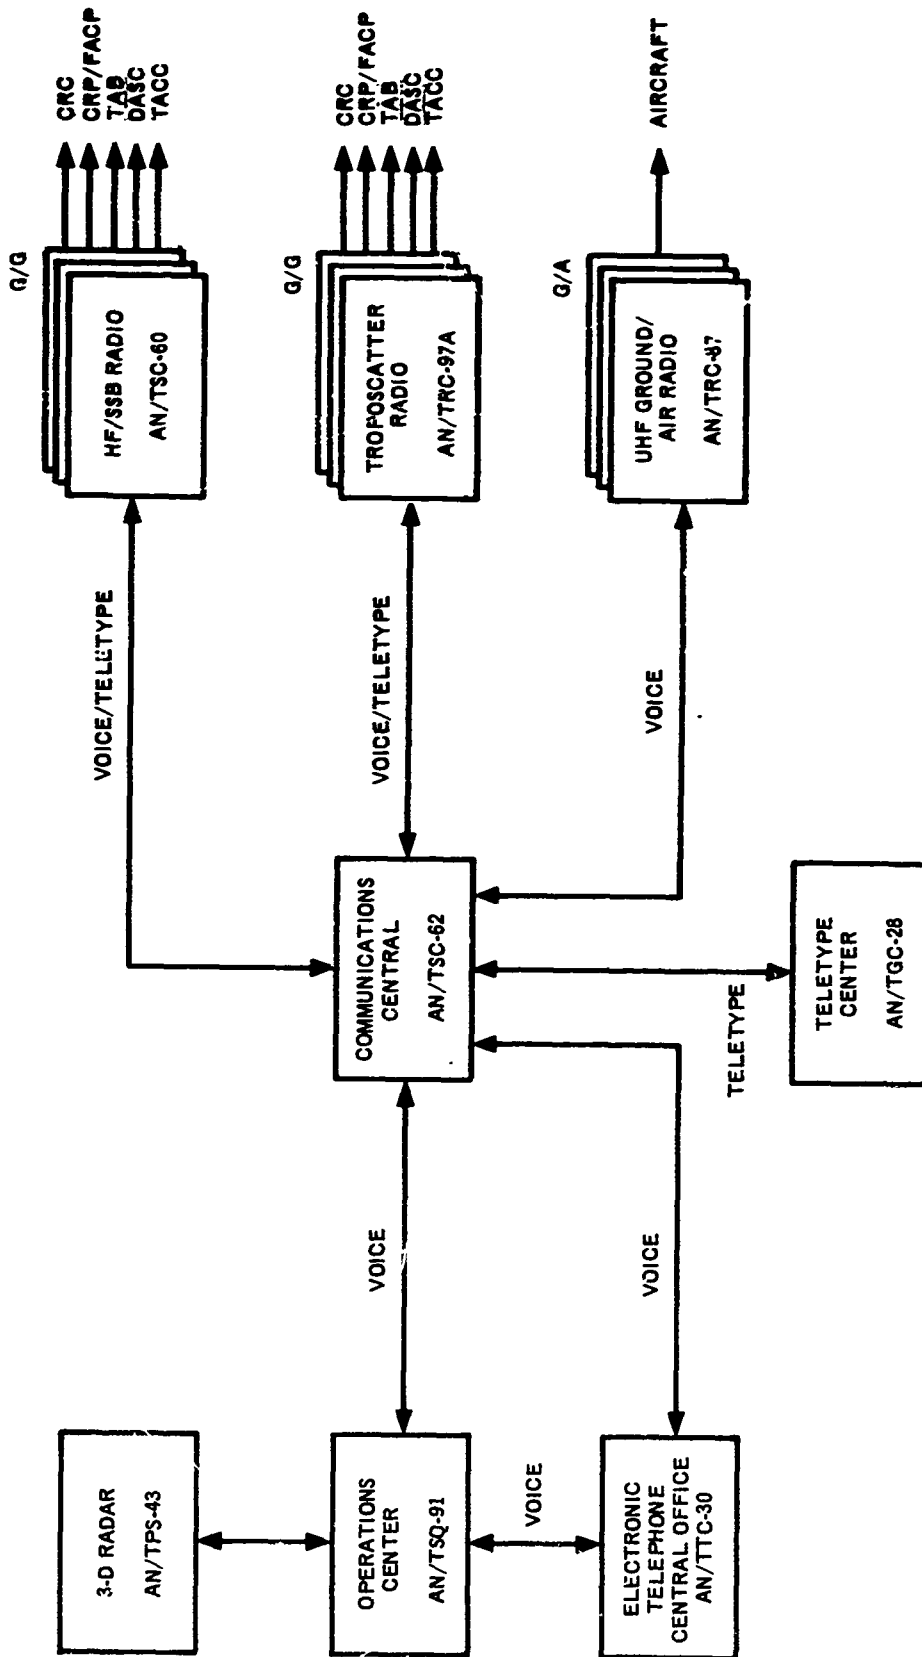 3-D RADAR
AN/TPS-43
OPERATIONS
CENTER
AN/TSQ-91
ELECTRONIC
TELEPHONE
CENTRAL OFFICE
AN/TTC-30
VOICE
VOICE
VOICE
COMMUNICATIONS
CENTRAL
AN/TSC-62
TELETYPE
TELETYPE
CENTER
AN/TGC-28
VOICE/TELETYPE
VOICE/TELETYPE
VOICE
G/G
HF/SSB RADIO
AN/TSC-60
CRC
CRP/FACP
TAB
DASC
TACC
G/G
TROPOSCATTER
RADIO
AN/TRC-97A
CRC
CRP/FACP
TAB
DASC
TACC
G/A
UHF GROUND/
AIR RADIO
AN/TRC-87
AIRCRAFT